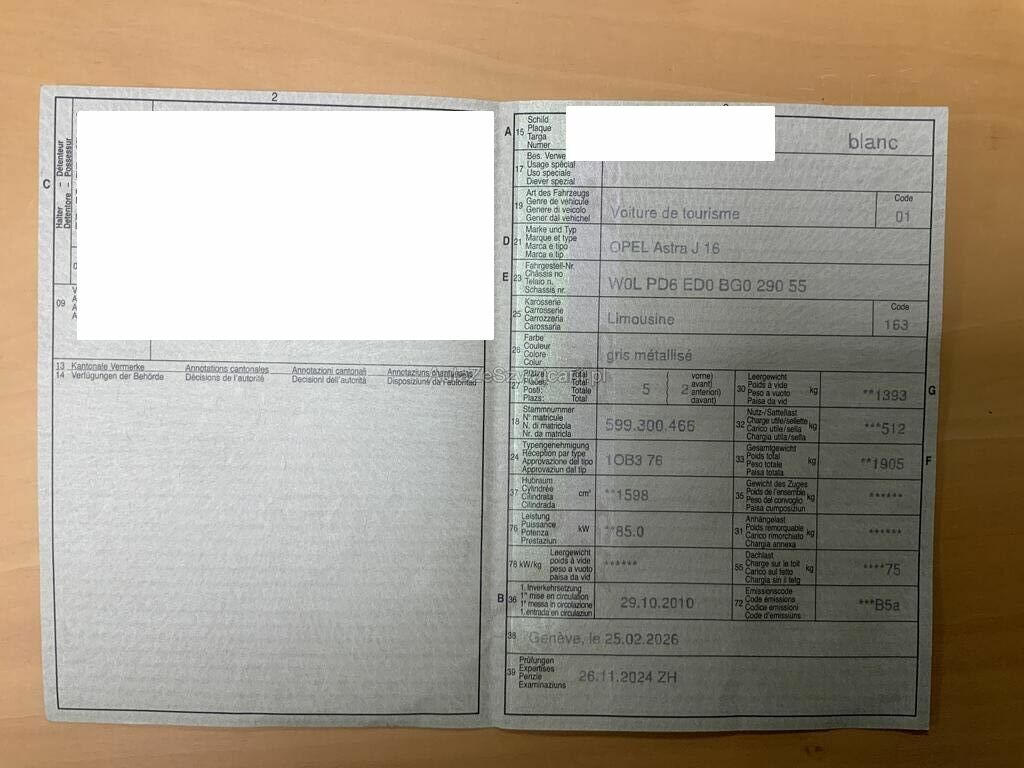 2
C
Halter - Détenteur
Detentore - Possessur
09
13 Kantonale Vermerke Annotations cantonales Annotazioni cantonali Annotaziuns chantunalas
14 Verfügungen der Behörde Décisions de l'autorité Decisioni dell'autorità Disposiziuns da l'autoritad
A 15 Schild
Plaque
Targa
Numer
blanc
17 Bes. Verwe
Usage spécial
Uso speciale
Diever spezial
19 Art des Fahrzeugs
Genre de véhicule
Genere di veicolo
Gener dal vehichel
Voiture de tourisme
Code
01
D 21 Marke und Typ
Marque et type
Marca e tipo
Marca e tip
OPEL Astra J 16
E 23 Fahrgestell-Nr.
Châssis no
Telaio n.
Schassis nr.
W0L PD6 ED0 BG0 290 55
25 Karosserie
Carrosserie
Carrozzeria
Carossaria
Limousine
Code
163
26 Farbe
Couleur
Colore
Colur
gris métallisé
27 Plätze: Total
Places: Total
Posti: Totale
Plazs: Total
5 ( 2
vorne)
avant)
anteriori)
davant)
30 Leergewicht
Poids à vide
Peso a vuoto
Paisa da vid
kg
**1393
G
18 Stammnummer
N° matricule
N. di matricola
Nr. da matricla
599.300.466
32 Nutz-/Sattellast
Charge utile/sellette
Carico utile/sella
Chargia utila/sella
kg
***512
24 Typengenehmigung
Réception par type
Approvazione del tipo
Approvaziun dal tip
1OB3 76
33 Gesamtgewicht
Poids total
Peso totale
Paisa totala
kg
**1905
F
37 Hubraum
Cylindrée
Cilindrata
Cilindrada
cm³
**1598
35 Gewicht des Zuges
Poids de l'ensemble
Peso del convoglio
Paisa cumposiziun
kg
******
76 Leistung
Puissance
Potenza
Prestaziun
kW
**85.0
31 Anhängelast
Poids remorquable
Carico rimorchiato
Chargia annexa
kg
******
78 kW/kg
Leergewicht
poids à vide
peso a vuoto
paisa da vid
******
55 Dachlast
Charge sur le toit
Carico sul tetto
Chargia sin il tetg
kg
****75
B 36 1. Inverkehrsetzung
1re mise en circulation
1a messa in circolazione
1. entrada en circulaziun
29.10.2010
72 Emissionscode
Code émissions
Codice emissioni
Code d'emissiuns
***B5a
38 Genève, le 25.02.2026
39 Prüfungen
Expertises
Perizie
Examinaziuns
26.11.2024 ZH